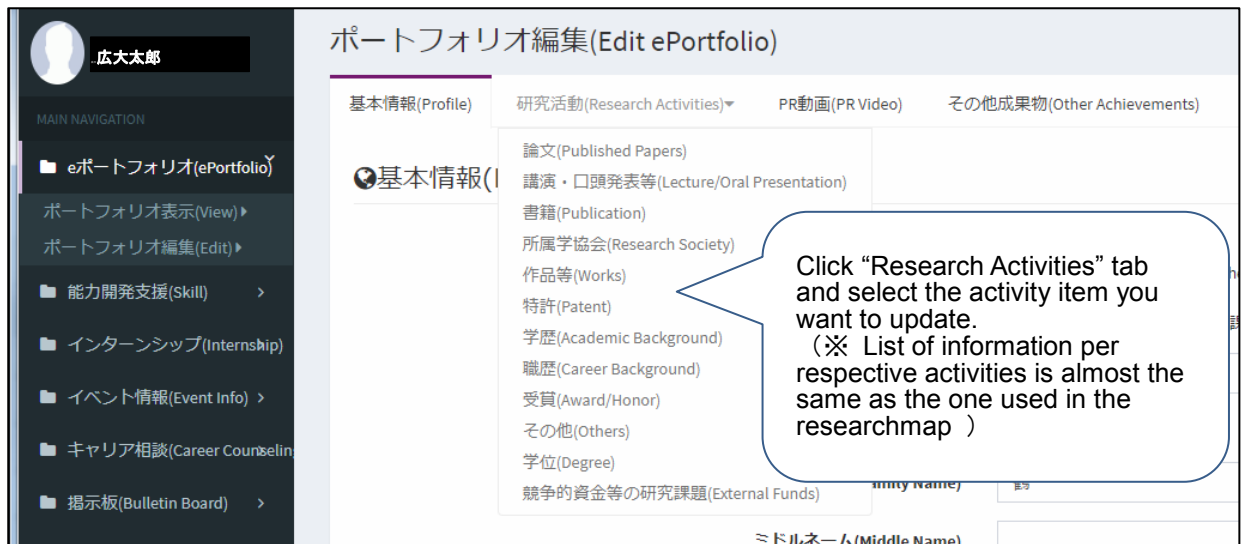 広大太郎
MAIN NAVIGATION
eポートフォリオ(ePortfolio)
ポートフォリオ表示(View)
ポートフォリオ編集(Edit)
能力開発支援(Skill)
インターンシップ(Internship)
イベント情報(Event Info)
キャリア相談(Career Counselin
掲示板(Bulletin Board)
ポートフォリオ編集(Edit ePortfolio)
基本情報(Profile) 研究活動(Research Activities) PR動画(PR Video) その他成果物(Other Achievements)
基本情報(
論文(Published Papers)
講演・口頭発表等(Lecture/Oral Presentation)
書籍(Publication)
所属学協会(Research Society)
作品等(Works)
特許(Patent)
学歴(Academic Background)
職歴(Career Background)
受賞(Award/Honor)
その他(Others)
学位(Degree)
競争的資金等の研究課題(External Funds)
Click “Research Activities” tab
and select the activity item you
want to update.
（※ List of information per
respective activities is almost the
same as the one used in the
researchmap ）
Name)
ミドルネーム(Middle Name)